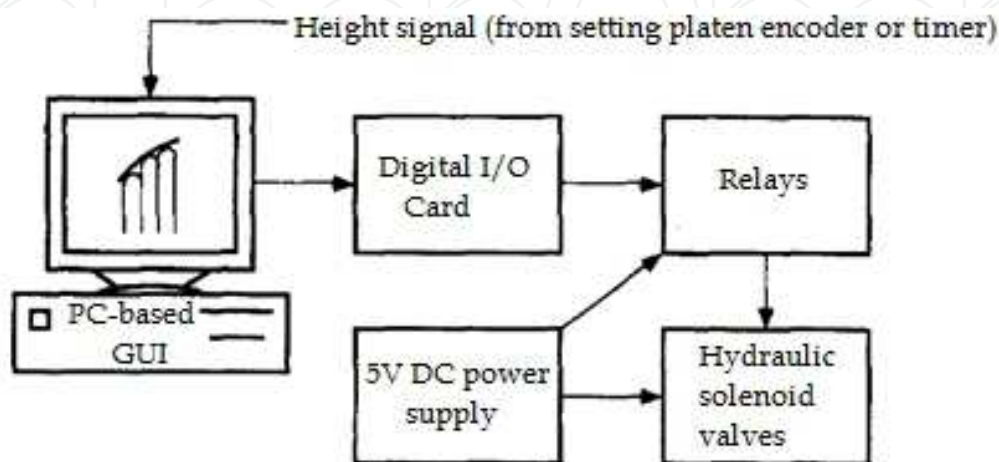 Height signal (from setting platen encoder or timer)
Digital I/O
Card
Relays
PC-based
GUI
5V DC power
supply
Hydraulic
solenoid
valves